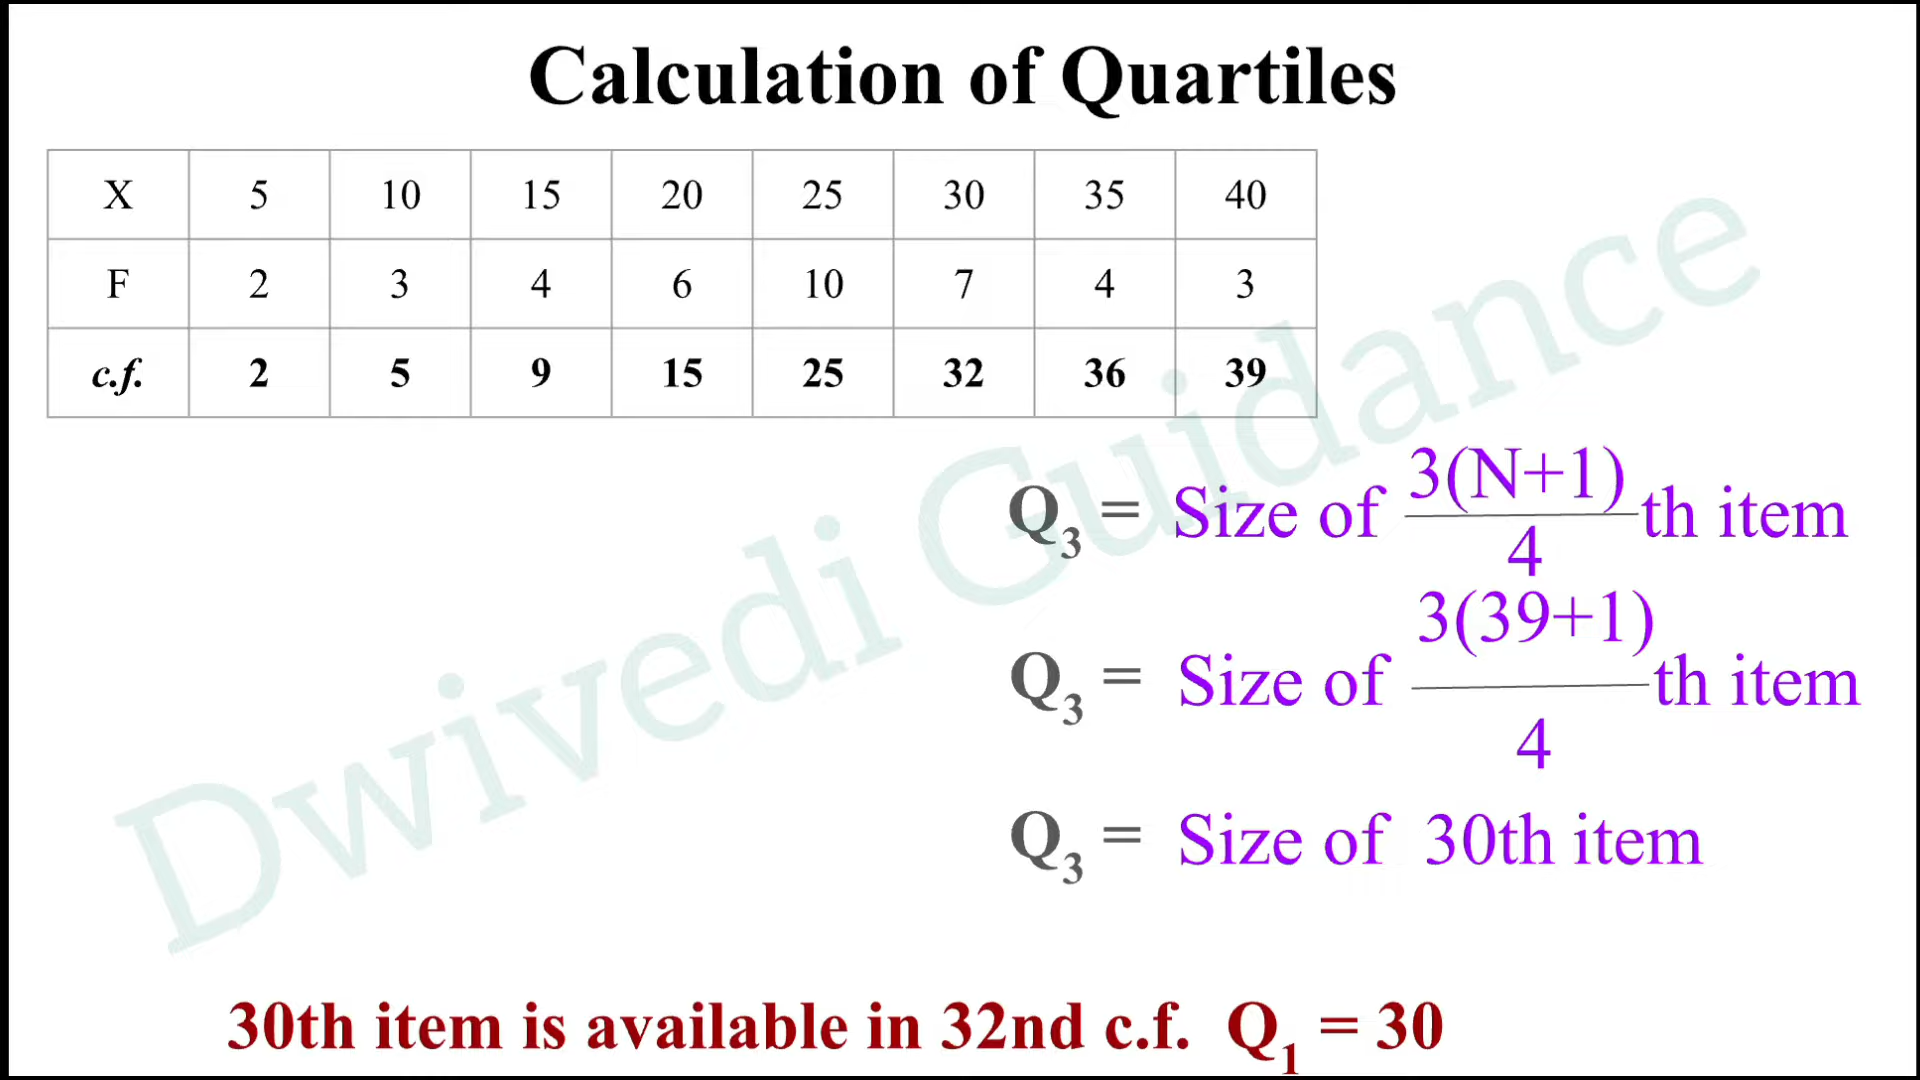 Calculation of Quartiles
X 5 10 15 20 25 30 35 40
F 2 3 4 6 10 7 4 3
c.f. 2 5 9 15 25 32 36 39
Dwivedi Guidance
Q3 = Size of 3(N+1)/4 th item
Q3 = Size of 3(39+1)/4 th item
Q3 = Size of 30th item
30th item is available in 32nd c.f. Q1 = 30